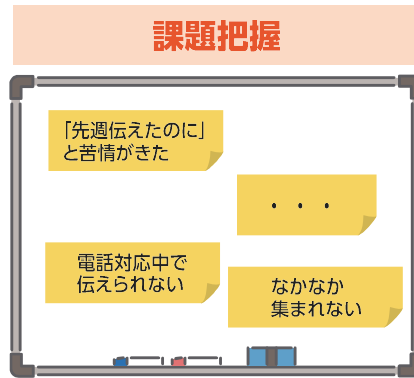 課題把握
「先週伝えたのに」
と苦情がきた
・・・
電話対応中で
伝えられない
なかなか
集まれない